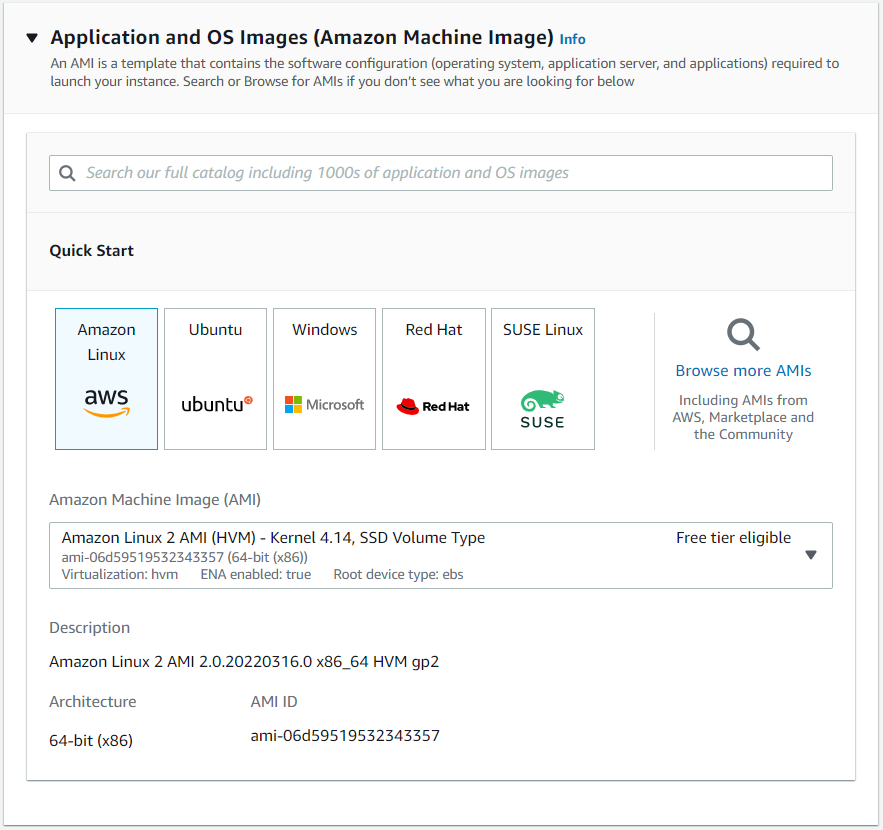 Application and OS Images (Amazon Machine Image) Info
An AMI is a template that contains the software configuration (operating system, application server, and applications) required to
launch your instance. Search or Browse for AMIs if you don’t see what you are looking for below
Search our full catalog including 1000s of application and OS images
Quick Start
Amazon
Linux
aws
Ubuntu
ubuntu
Windows
Microsoft
Red Hat
Red Hat
SUSE Linux
SUSE
Browse more AMIs
Including AMIs from
AWS, Marketplace and
the Community
Amazon Machine Image (AMI)
Amazon Linux 2 AMI (HVM) - Kernel 4.14, SSD Volume Type Free tier eligible
ami-06d59519532343357 (64-bit (x86))
Virtualization: hvm ENA enabled: true Root device type: ebs
Description
Amazon Linux 2 AMI 2.0.20220316.0 x86_64 HVM gp2
Architecture AMI ID
64-bit (x86) ami-06d59519532343357